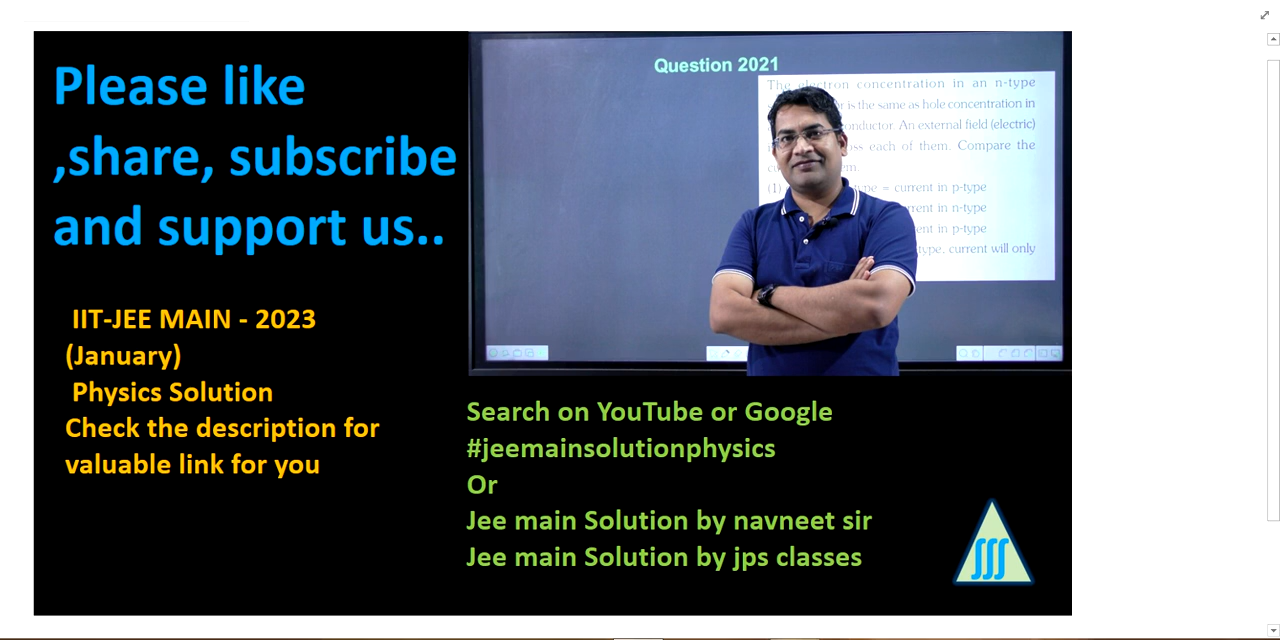 Please like
,share, subscribe
and support us..
IIT-JEE MAIN - 2023
(January)
Physics Solution
Check the description for
valuable link for you
Question 2021
The electron concentration in an n-type
is the same as hole concentration in
An external field (electric)
each of them. Compare the
(1)
= current in p-type
in n-type
in p-type
current will only
Search on YouTube or Google
#jeemainsolutionphysics
Or
Jee main Solution by navneet sir
Jee main Solution by jps classes
∫∫∫